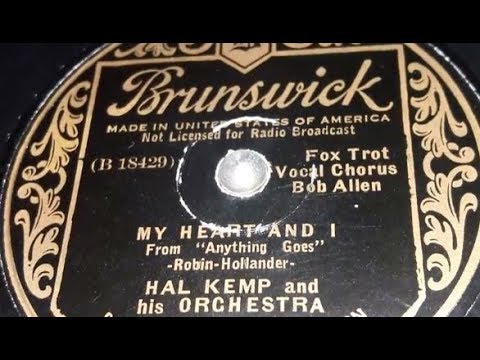 Brunswick
MADE IN UNITED STATES OF AMERICA
Not Licensed for Radio Broadcast
(B 18429)
Fox Trot
Vocal Chorus
Bob Allen
MY HEART AND I
From "Anything Goes"
-Robin-Hollander-
HAL KEMP and
his ORCHESTRA